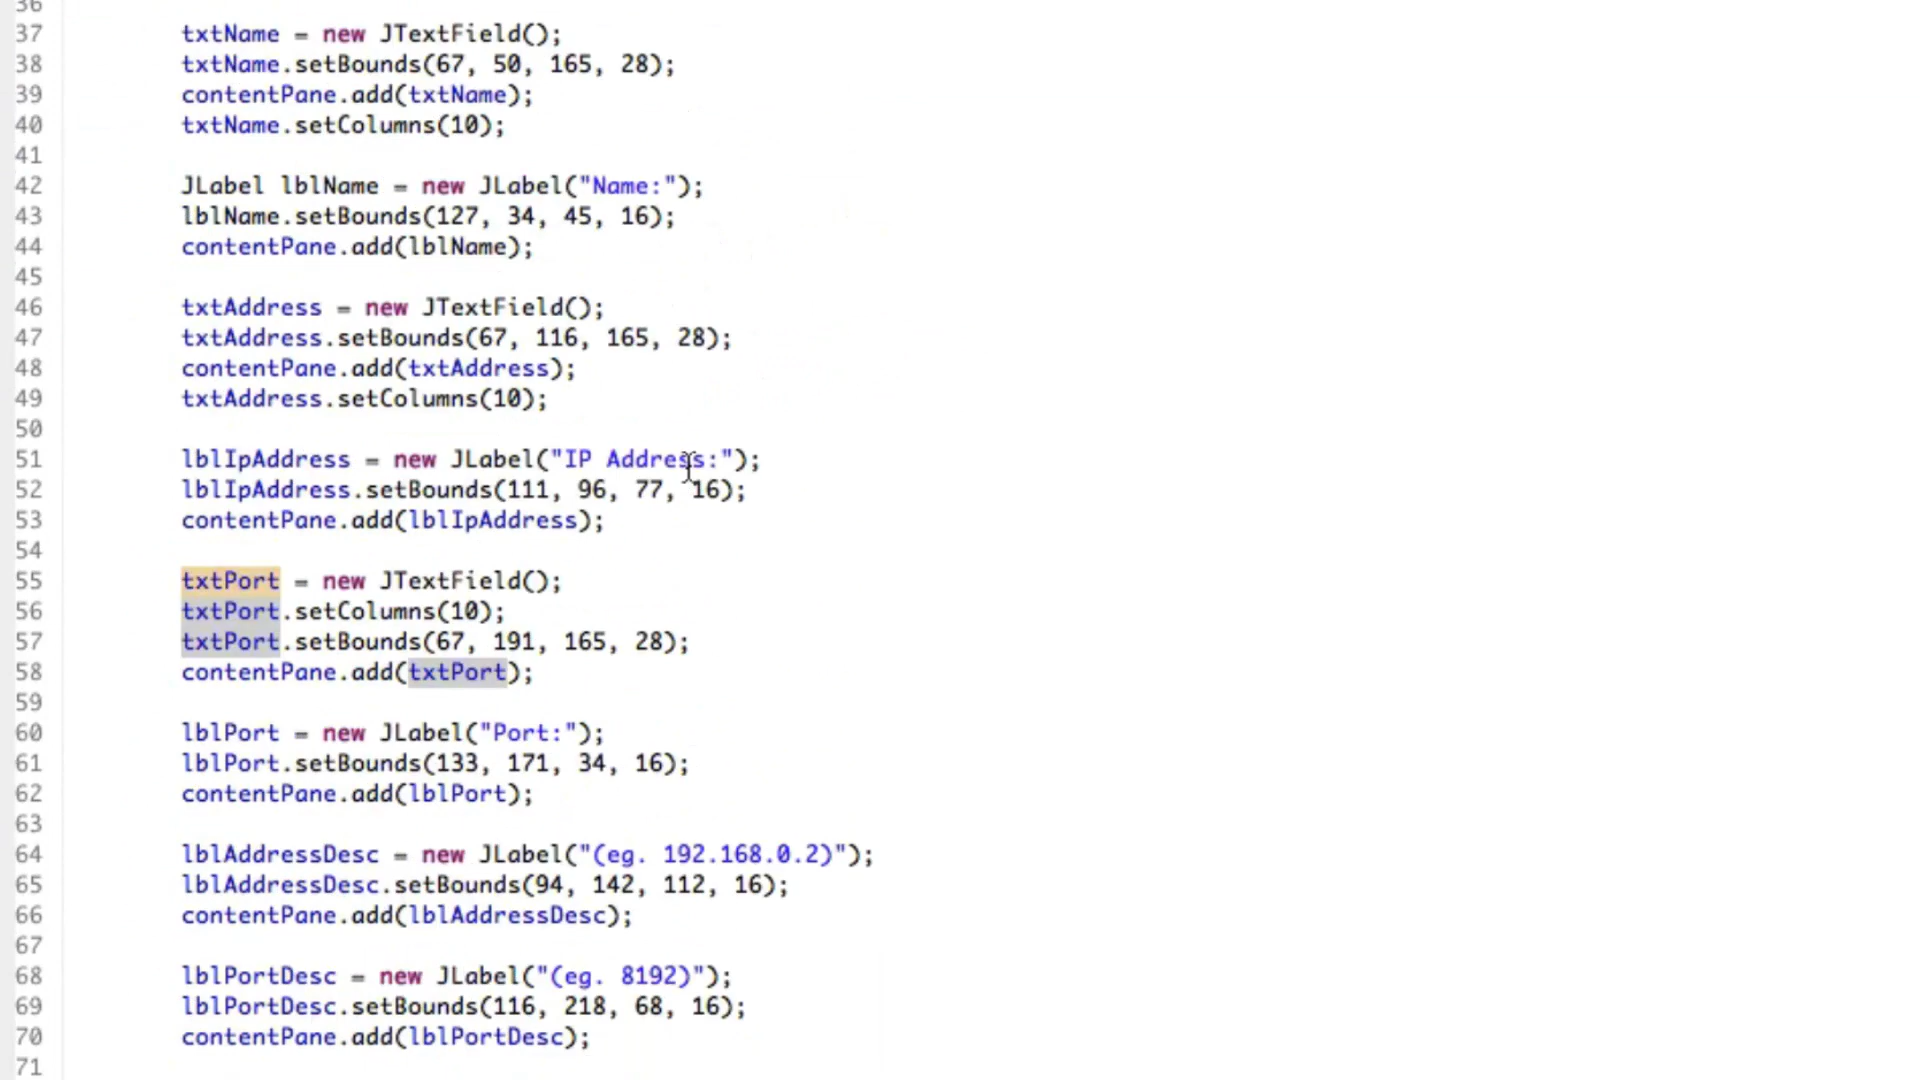 36
37 txtName = new JTextField();
38 txtName.setBounds(67, 50, 165, 28);
39 contentPane.add(txtName);
40 txtName.setColumns(10);
41
42 JLabel lblName = new JLabel("Name:");
43 lblName.setBounds(127, 34, 45, 16);
44 contentPane.add(lblName);
45
46 txtAddress = new JTextField();
47 txtAddress.setBounds(67, 116, 165, 28);
48 contentPane.add(txtAddress);
49 txtAddress.setColumns(10);
50
51 lblIpAddress = new JLabel("IP Address:");
52 lblIpAddress.setBounds(111, 96, 77, 16);
53 contentPane.add(lblIpAddress);
54
55 txtPort = new JTextField();
56 txtPort.setColumns(10);
57 txtPort.setBounds(67, 191, 165, 28);
58 contentPane.add(txtPort);
59
60 lblPort = new JLabel("Port:");
61 lblPort.setBounds(133, 171, 34, 16);
62 contentPane.add(lblPort);
63
64 lblAddressDesc = new JLabel("(eg. 192.168.0.2)");
65 lblAddressDesc.setBounds(94, 142, 112, 16);
66 contentPane.add(lblAddressDesc);
67
68 lblPortDesc = new JLabel("(eg. 8192)");
69 lblPortDesc.setBounds(116, 218, 68, 16);
70 contentPane.add(lblPortDesc);
71